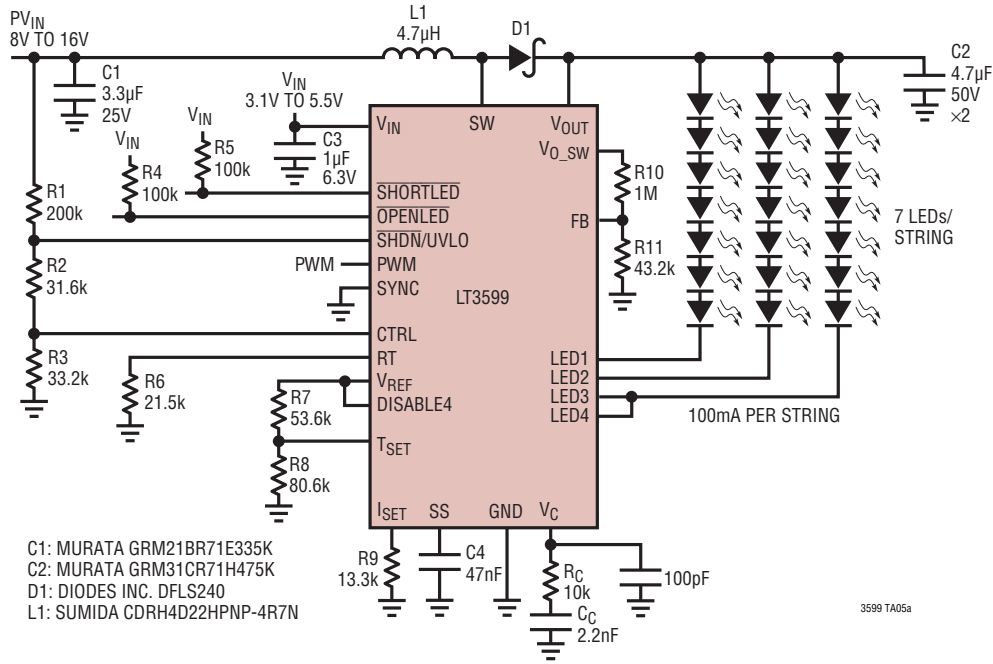 PVIN
8V TO 16V
L1
4.7µH
D1
C1
3.3µF
25V
C2
4.7µF
50V
×2
VIN
3.1V TO 5.5V
C3
1µF
6.3V
VIN
R5
100k
VIN
R4
100k
R1
200k
R2
31.6k
R3
33.2k
R6
21.5k
R7
53.6k
R8
80.6k
PWM
VIN
SW
VOUT
VO_SW
SHORTLED
OPENLED
SHDN/UVLO
PWM
SYNC
LT3599
FB
CTRL
RT
VREF
DISABLE4
TSET
LED1
LED2
LED3
LED4
ISET
SS
GND
VC
R10
1M
R11
43.2k
7 LEDs/
STRING
100mA PER STRING
R9
13.3k
C4
47nF
RC
10k
CC
2.2nF
100pF
C1: MURATA GRM21BR71E335K
C2: MURATA GRM31CR71H475K
D1: DIODES INC. DFLS240
L1: SUMIDA CDRH4D22HPNP-4R7N
3599 TA05a